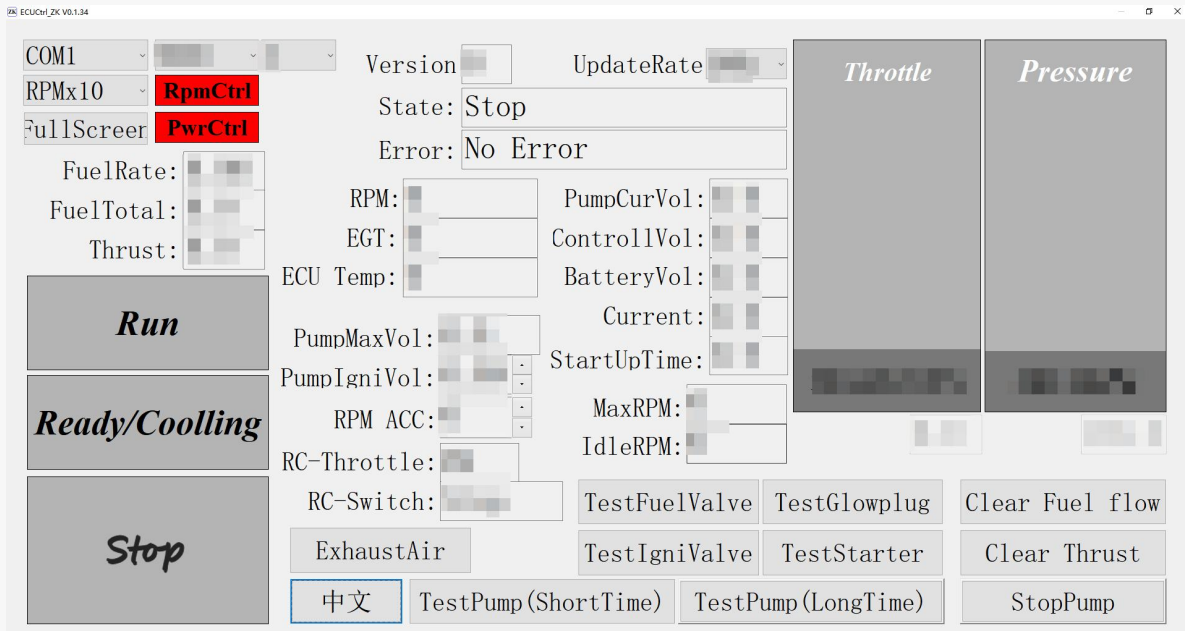 ZK ECUCtrl_ZK V0.1.34
COM1
RPMx10
RpmCtrl
FullScreen
PwrCtrl
FuelRate:
FuelTotal:
Thrust:
Run
Ready/Coolling
Stop
Version
UpdateRate
State: Stop
Error: No Error
RPM:
EGT:
ECU Temp:
PumpCurVol:
ControllVol:
BatteryVol:
Current:
StartUpTime:
PumpMaxVol:
PumpIgniVol:
RPM ACC:
MaxRPM:
IdleRPM:
RC-Throttle:
RC-Switch:
Throttle
Pressure
TestFuelValve
TestGlowplug
Clear Fuel flow
ExhaustAir
TestIgniValve
TestStarter
Clear Thrust
中文
TestPump(ShortTime)
TestPump(LongTime)
StopPump